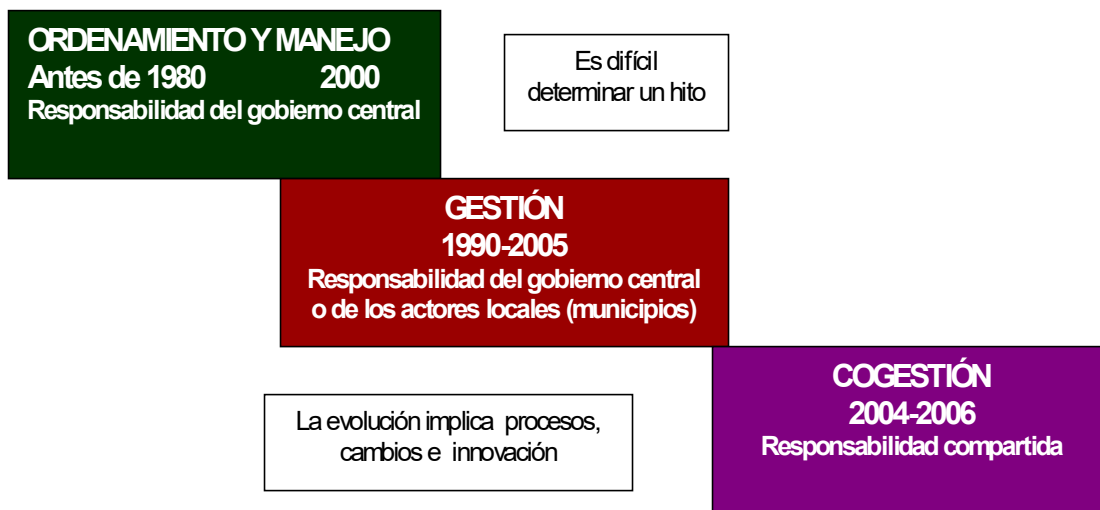 ORDENAMIENTO Y MANEJO
Antes de 1980 2000
Responsabilidad del gobierno central
Es difícil
determinar un hito
GESTIÓN
1990-2005
Responsabilidad del gobierno central
o de los actores locales (municipios)
La evolución implica procesos,
cambios e innovación
COGESTIÓN
2004-2006
Responsabilidad compartida